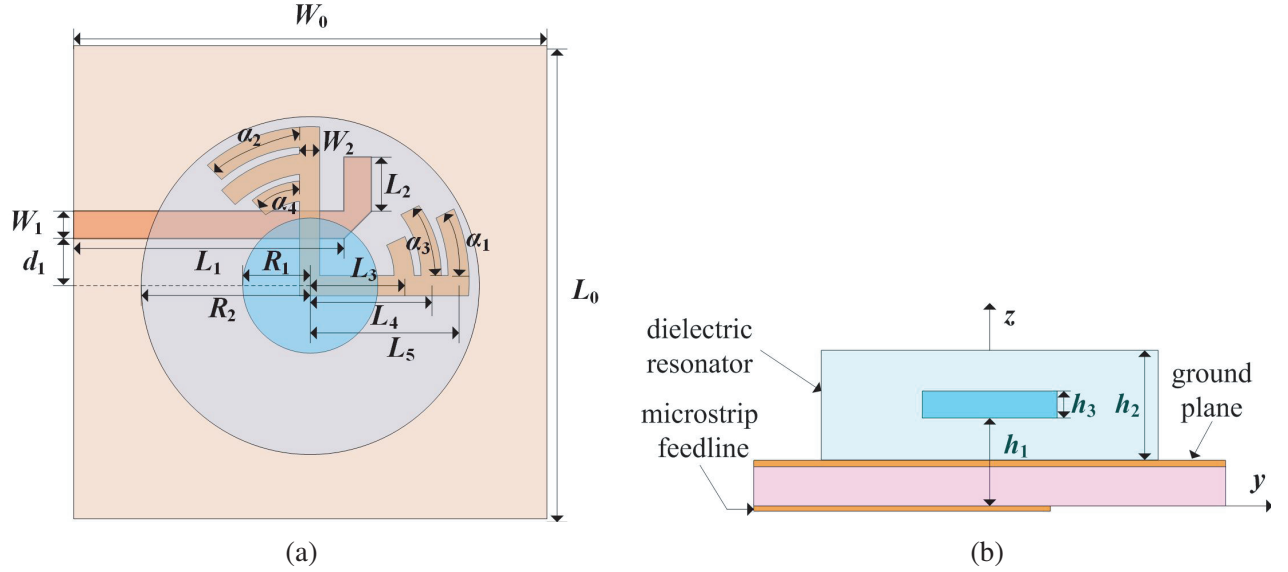 W₀
α₂
W₂
L₂
α₄
W₁
α₃
α₁
d₁
L₁
R₁
L₃
L₀
R₂
L₄
L₅
(a)
z
dielectric
resonator
ground
plane
h₃
h₂
microstrip
feedline
h₁
y
(b)